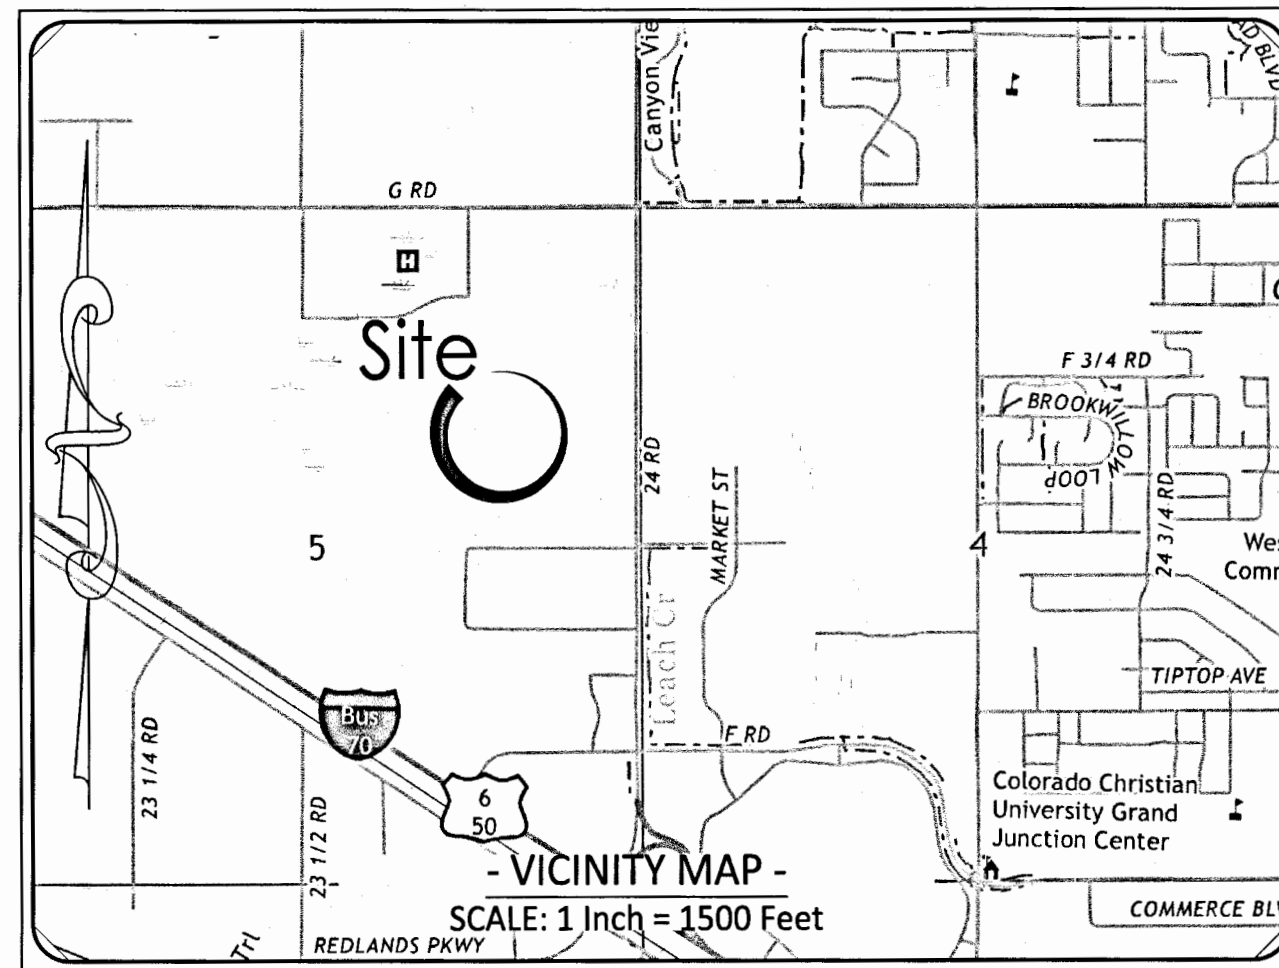 Canyon Vie
AD BLVD
G RD
H
Site
F 3/4 RD
BROOKWILLOW
LOOP
24 RD
MARKET ST
24 3/4 RD
5
4
Wes
Comm
Leach Cr
TIPTOP AVE
Bus
70
F RD
23 1/4 RD
6
50
Colorado Christian
University Grand
Junction Center
23 1/2 RD
- VICINITY MAP -
SCALE: 1 Inch = 1500 Feet
COMMERCE BLV
Trl
REDLANDS PKWY